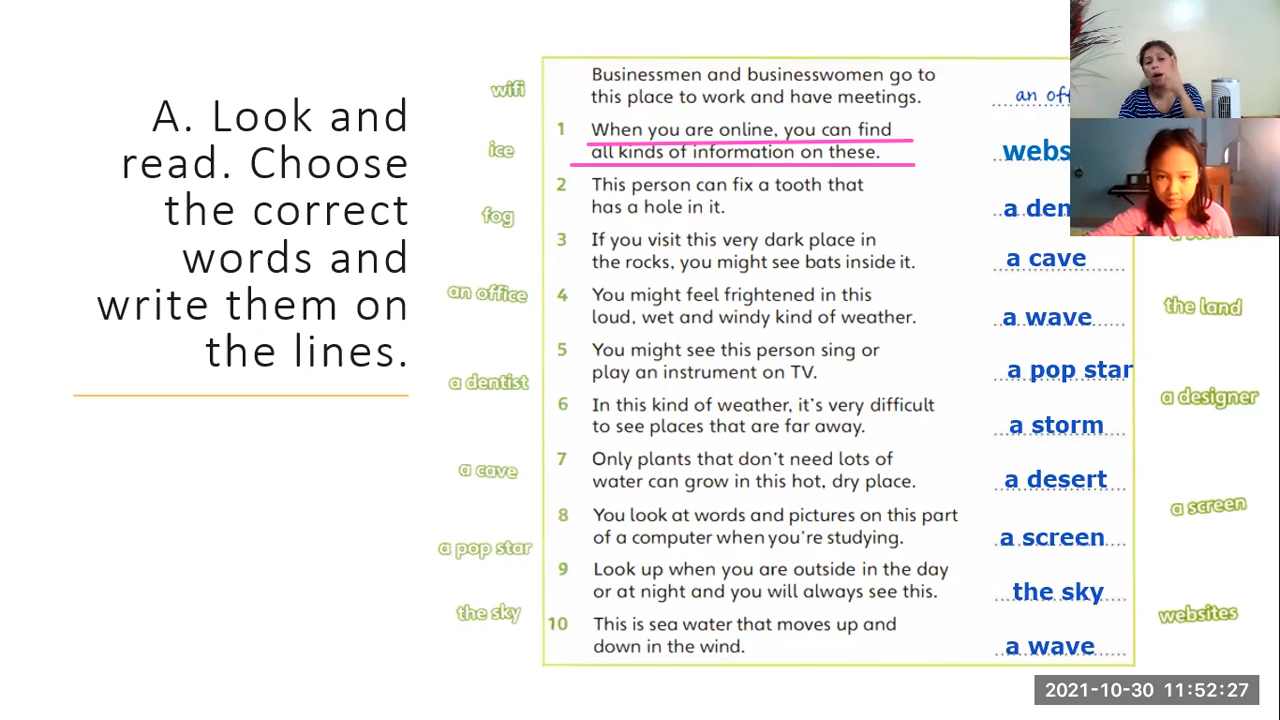 A. Look and
read. Choose
the correct
words and
write them on
the lines.
wifi
ice
fog
an office
a dentist
a cave
a pop star
the sky
Businessmen and businesswomen go to
this place to work and have meetings.
an off
1 When you are online, you can find
all kinds of information on these.
webs
2 This person can fix a tooth that
has a hole in it.
a den
3 If you visit this very dark place in
the rocks, you might see bats inside it.
a cave
4 You might feel frightened in this
loud, wet and windy kind of weather.
a wave
5 You might see this person sing or
play an instrument on TV.
a pop star
6 In this kind of weather, it's very difficult
to see places that are far away.
a storm
7 Only plants that don't need lots of
water can grow in this hot, dry place.
a desert
8 You look at words and pictures on this part
of a computer when you're studying.
a screen
9 Look up when you are outside in the day
or at night and you will always see this.
the sky
10 This is sea water that moves up and
down in the wind.
a wave
the land
a designer
a screen
websites
2021-10-30 11:52:27